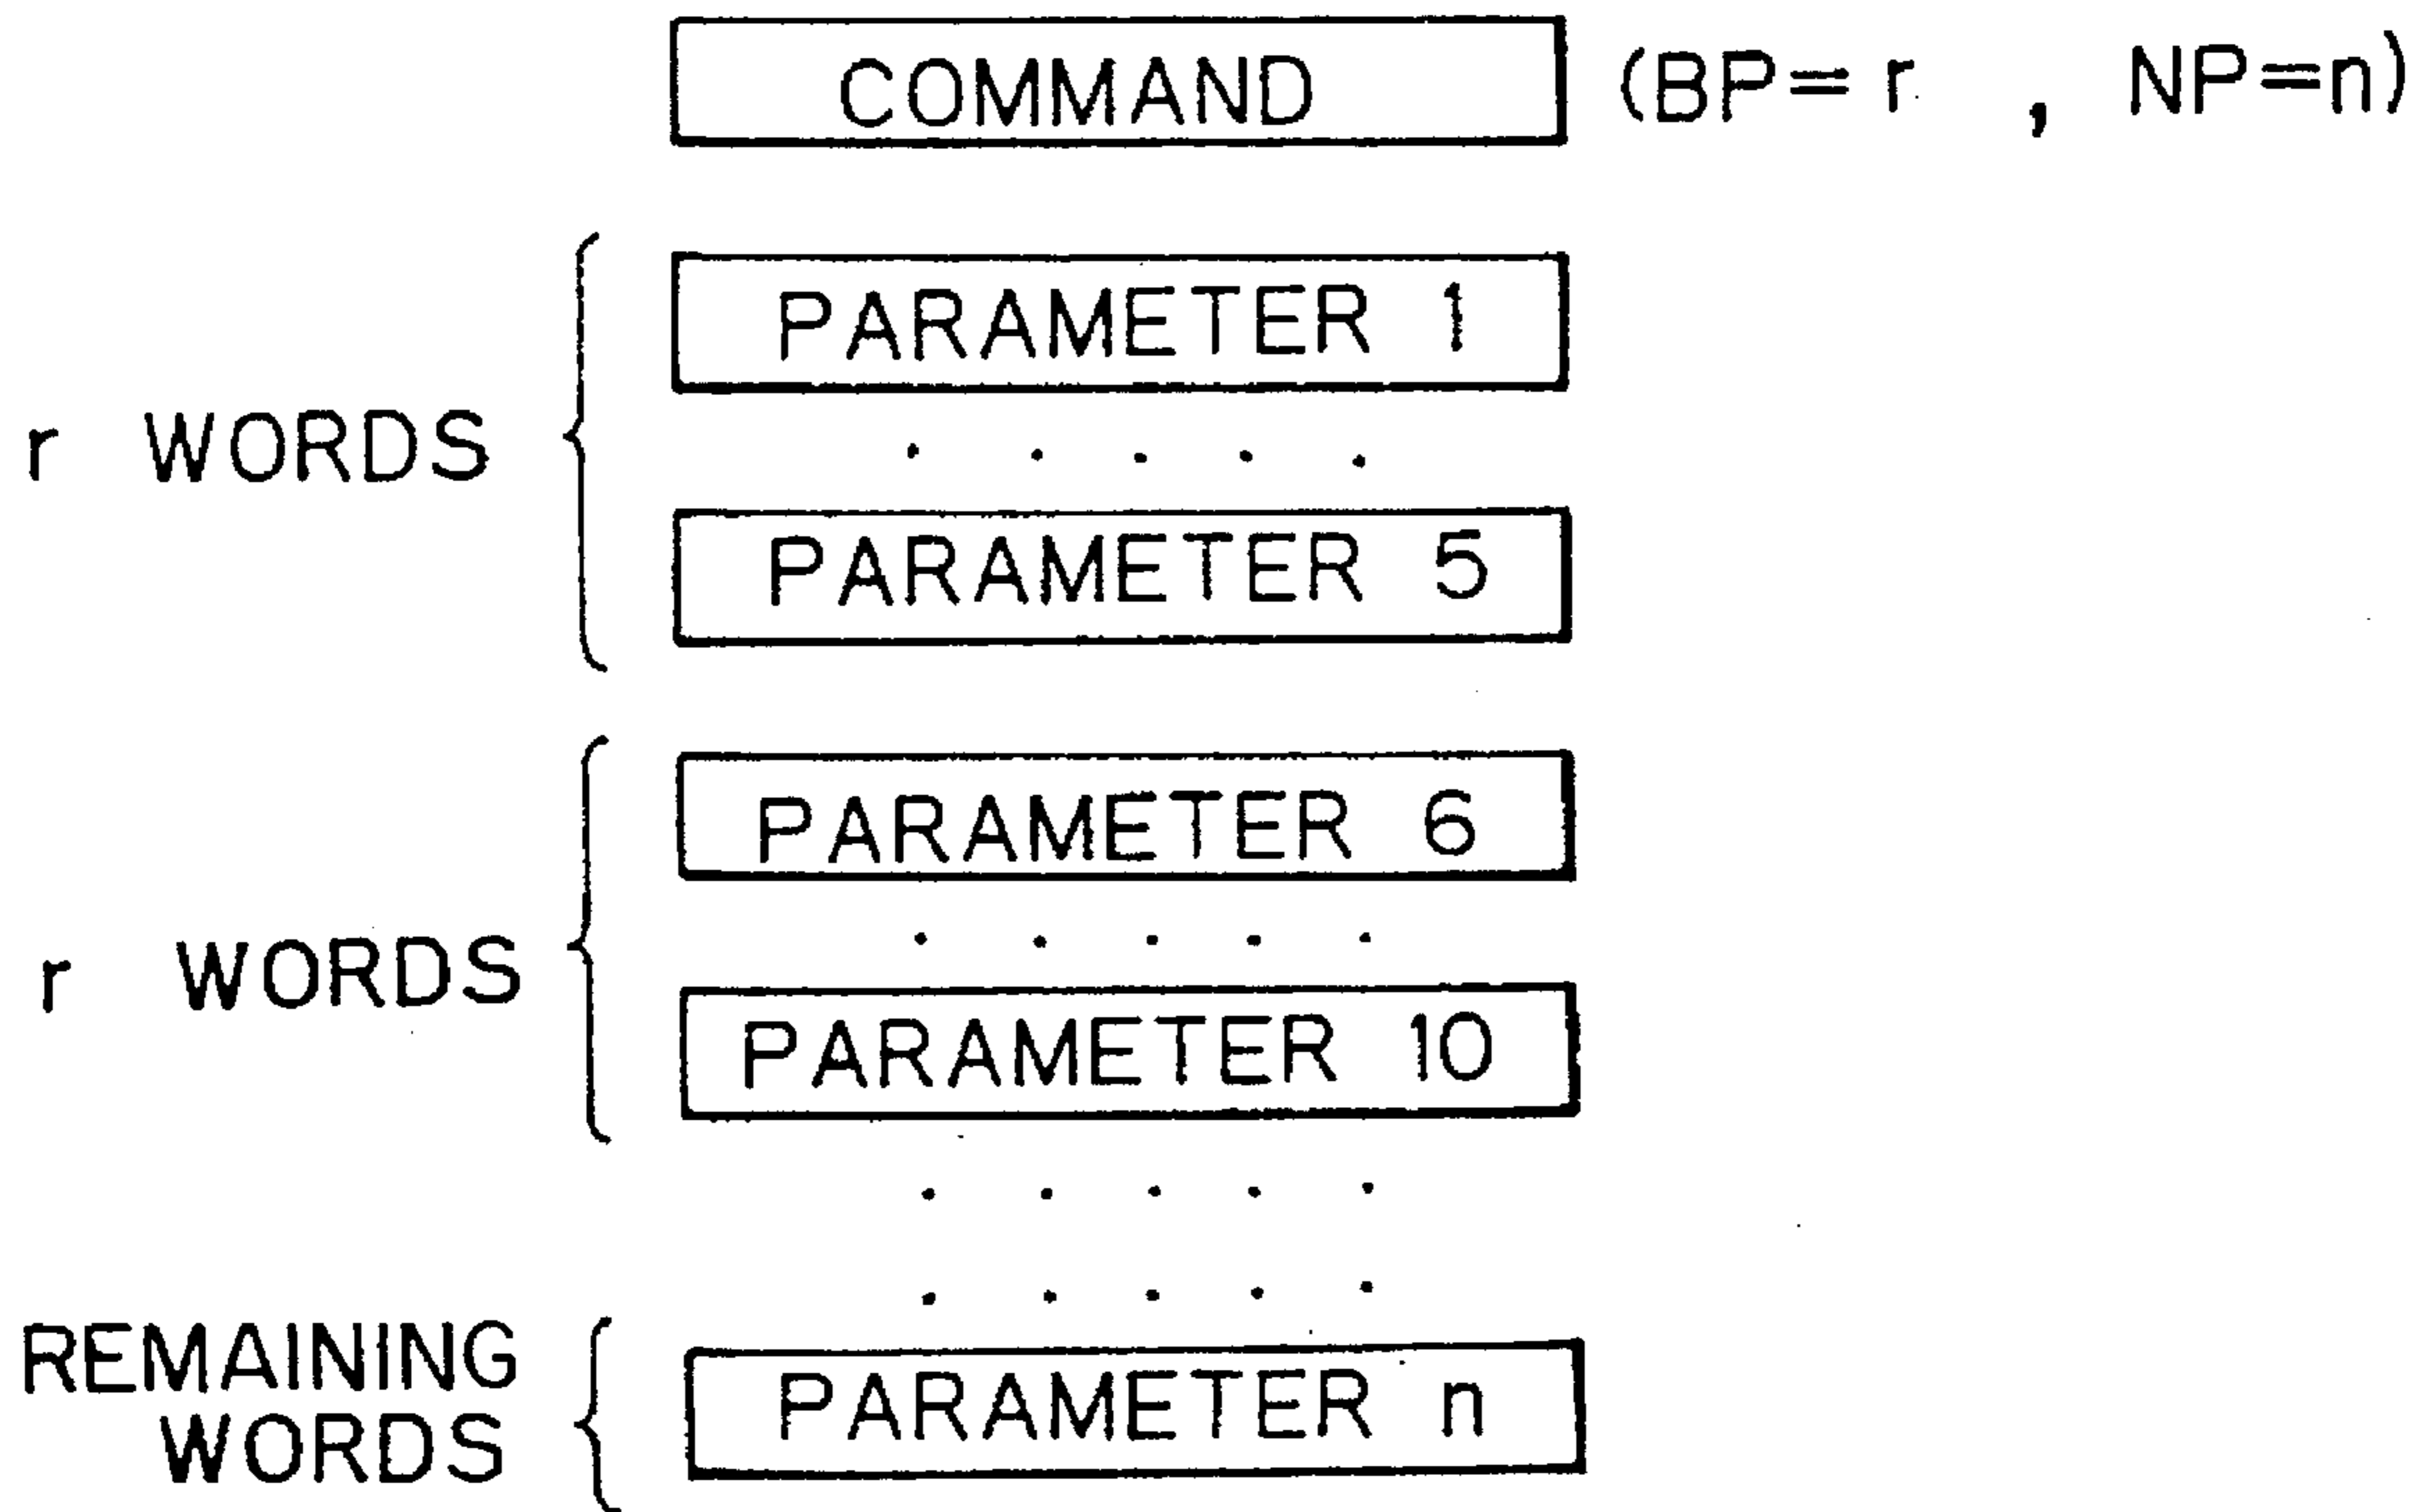 COMMAND (BP=r , NP=n)
PARAMETER 1
r WORDS
PARAMETER 5
PARAMETER 6
r WORDS
PARAMETER 10
REMAINING
WORDS
PARAMETER n